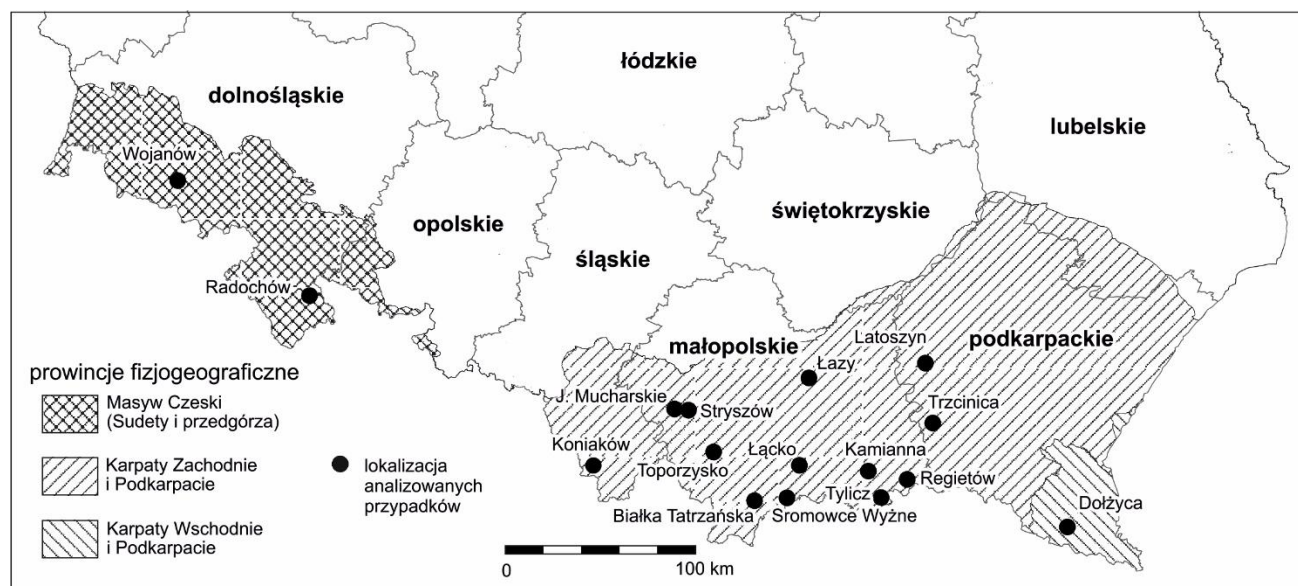 łódzkie
dolnośląskie
lubelskie
Wojanów
świętokrzyskie
opolskie
śląskie
Radochów
małopolskie
Latoszyn
podkarpackie
Łazy
prowincje fizjogeograficzne
J. Mucharskie
Stryszów
Trzcinica
Masyw Czeski
(Sudety i przedgórza)
Koniaków
Łącko
Kamianna
Karpaty Zachodnie
i Podkarpacie
lokalizacja
analizowanych
przypadków
Toporzysko
Tylicz
Regietów
Dołżyca
Białka Tatrzańska
Sromowce Wyżne
Karpaty Wschodnie
i Podkarpacie
0
100 km